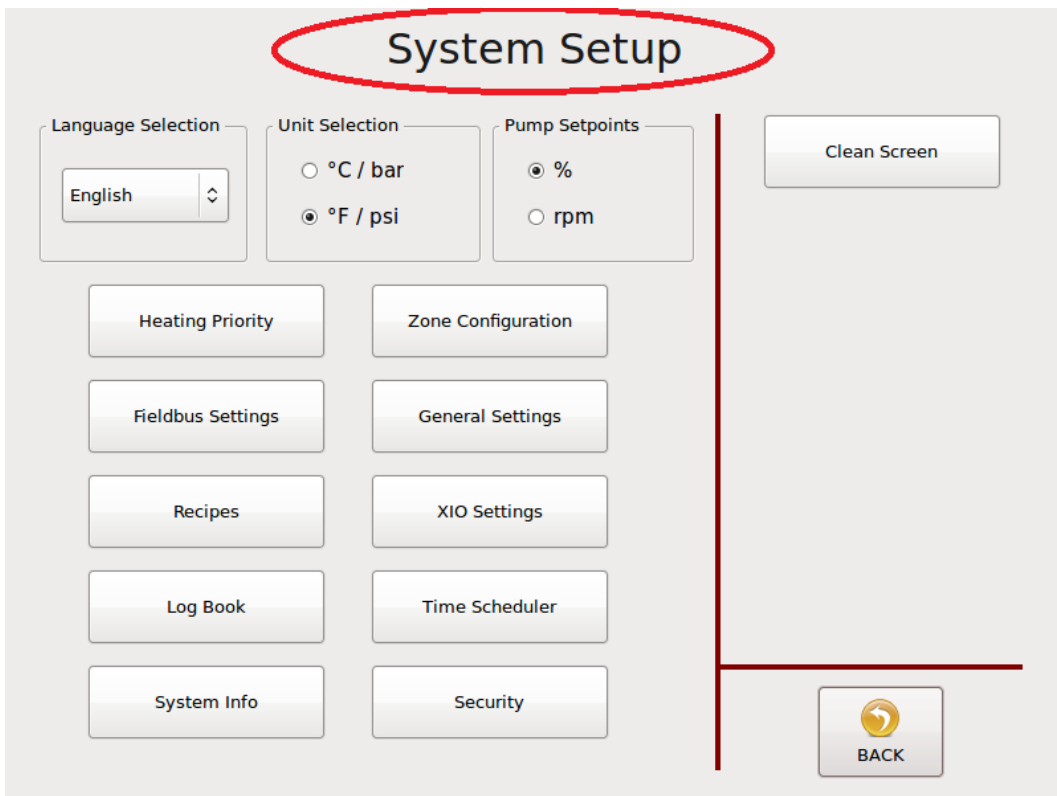 System Setup
Language Selection
Unit Selection
Pump Setpoints
English
°C / bar
°F / psi
%
rpm
Clean Screen
Heating Priority
Zone Configuration
Fieldbus Settings
General Settings
Recipes
XIO Settings
Log Book
Time Scheduler
System Info
Security
BACK